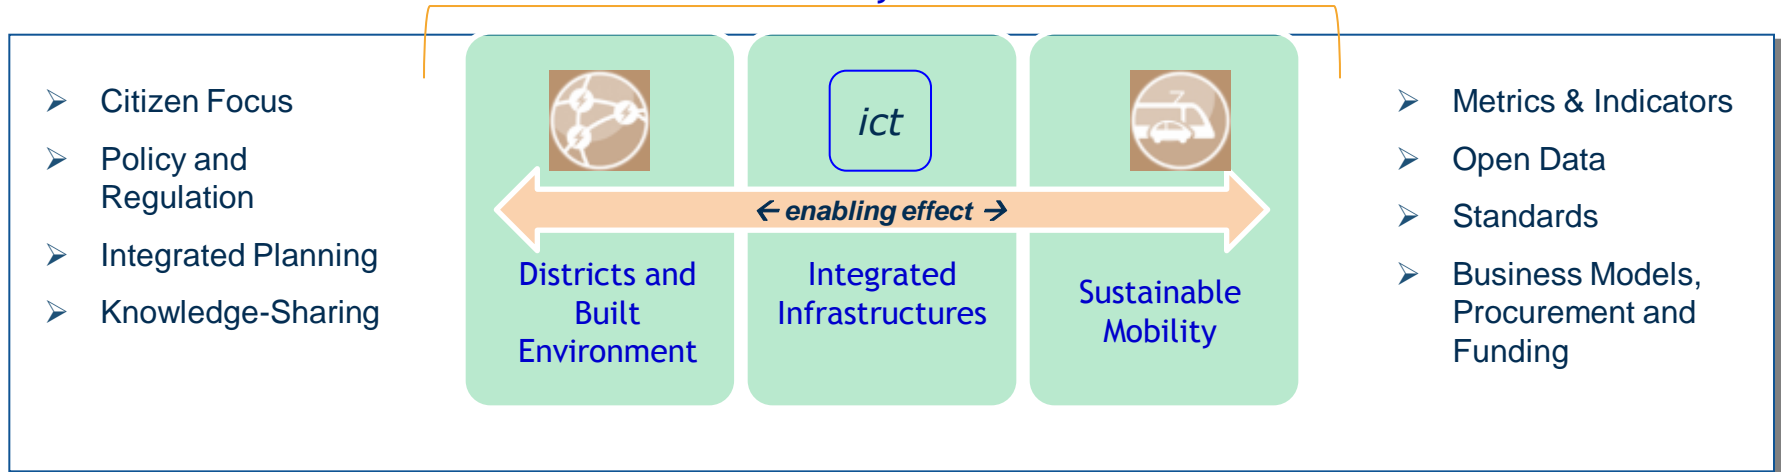 ➢ Citizen Focus
➢ Policy and
Regulation
➢ Integrated Planning
➢ Knowledge-Sharing
ict
← enabling effect →
Districts and
Built
Environment
Integrated
Infrastructures
Sustainable
Mobility
➢ Metrics & Indicators
➢ Open Data
➢ Standards
➢ Business Models,
Procurement and
Funding